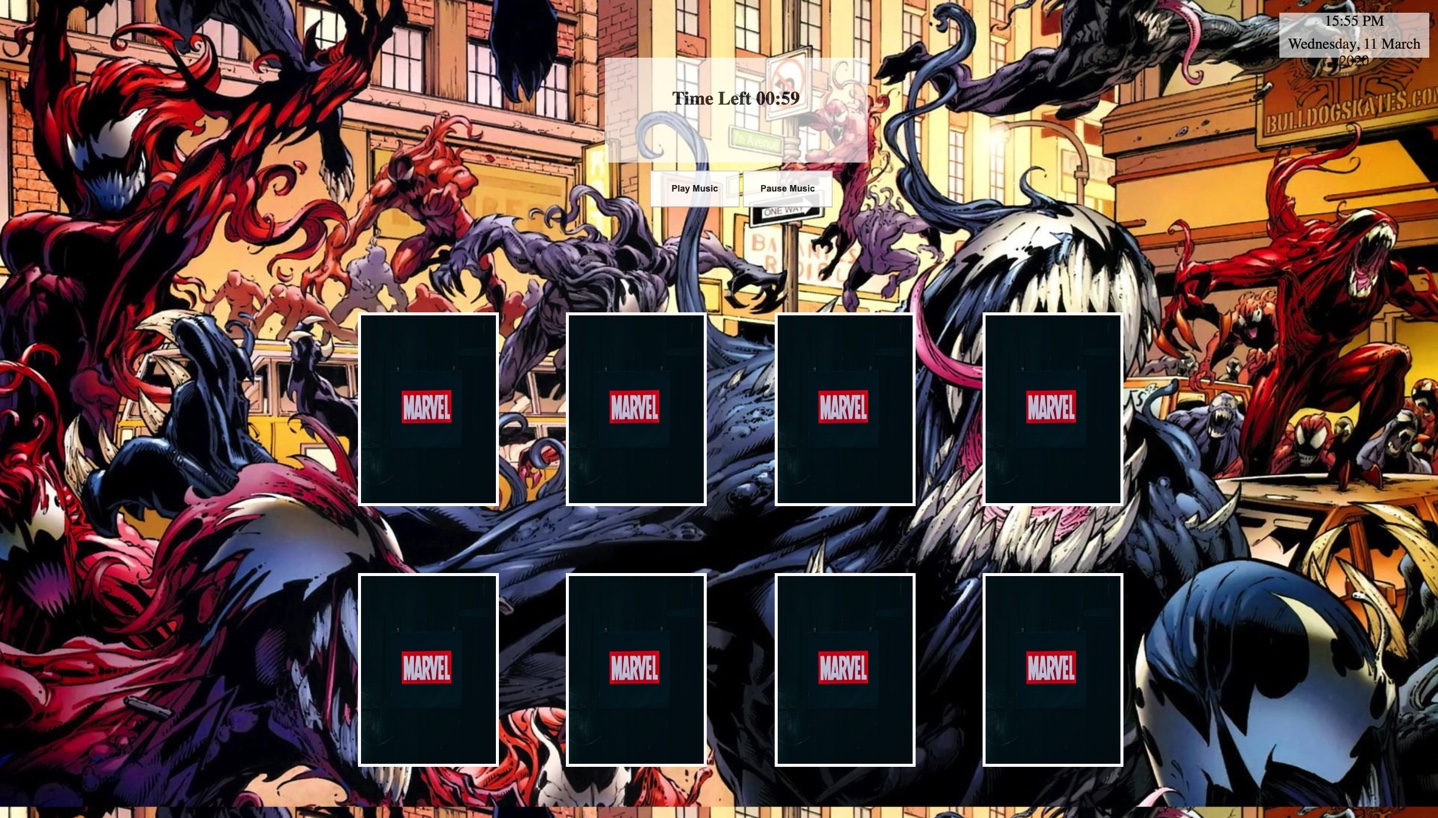 15:55 PM
Wednesday, 11 March
2020
Time Left 00:59
BULLDOGSKATES.CO
Play Music
Pause Music
ONE WAY
MARVEL
MARVEL
MARVEL
MARVEL
MARVEL
MARVEL
MARVEL
MARVEL